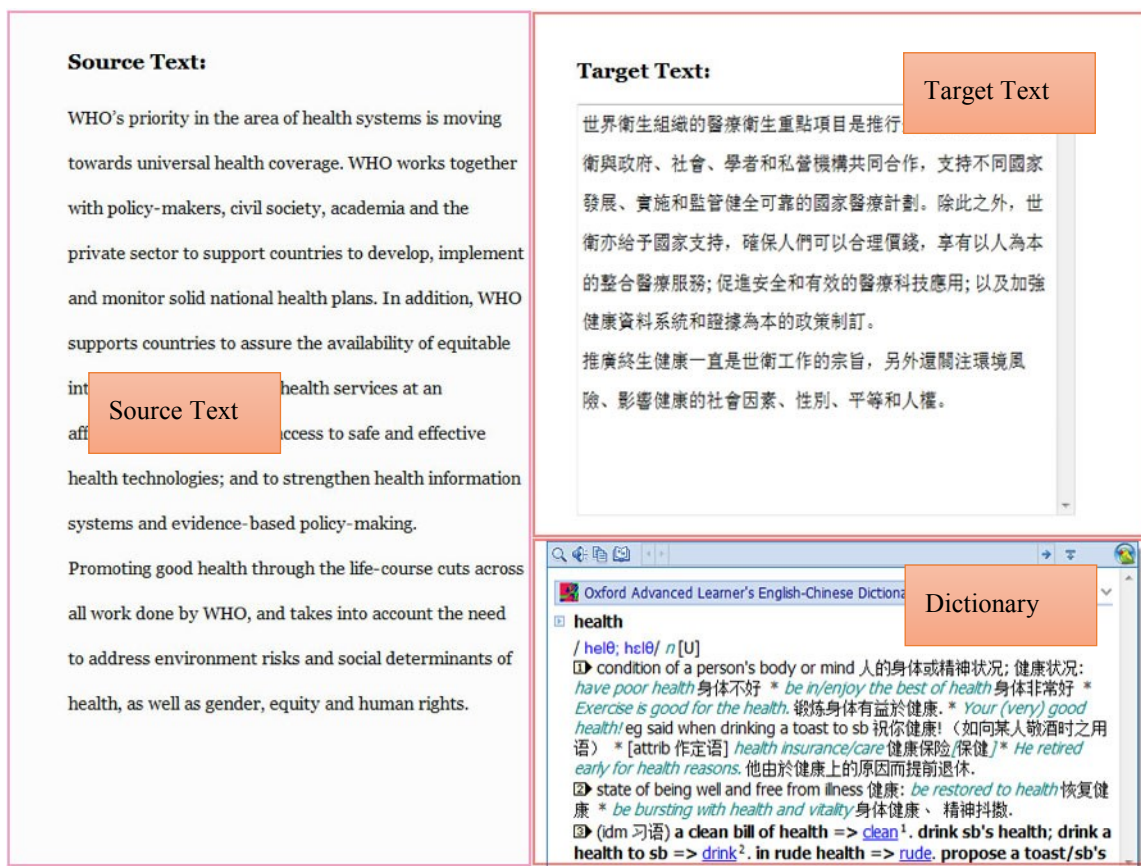 Source Text:
WHO's priority in the area of health systems is moving
towards universal health coverage. WHO works together
with policy-makers, civil society, academia and the
private sector to support countries to develop, implement
and monitor solid national health plans. In addition, WHO
supports countries to assure the availability of equitable
int health services at an
aff access to safe and effective
health technologies; and to strengthen health information
systems and evidence-based policy-making.
Promoting good health through the life-course cuts across
all work done by WHO, and takes into account the need
to address environment risks and social determinants of
health, as well as gender, equity and human rights.
Source Text
Target Text:
Target Text
世界衛生組織的醫療衛生重點項目是推行
衛與政府、社會、學者和私營機構共同合作，支持不同國家
發展、實施和監管健全可靠的國家醫療計劃。除此之外，世
衛亦給予國家支持，確保人們可以合理價錢，享有以人為本
的整合醫療服務；促進安全和有效的醫療科技應用；以及加強
健康資料系統和證據為本的政策制訂。
推廣終生健康一直是世衛工作的宗旨，另外還關注環境風
險、影響健康的社會因素、性別、平等和人權。
Oxford Advanced Learner's English-Chinese Dictiona
Dictionary
health
/ helθ; hɛlθ/ n [U]
1 condition of a person's body or mind 人的身体或精神状况; 健康状况:
have poor health 身体不好 * be in/enjoy the best of health 身体非常好 *
Exercise is good for the health. 锻炼身体有益於健康. * Your (very) good
health! eg said when drinking a toast to sb 祝你健康!（如向某人敬酒时之用
语） * [attrib 作定语] health insurance/care 健康保险[保健] * He retired
early for health reasons. 他由於健康上的原因而提前退休.
2 state of being well and free from illness 健康: be restored to health 恢复健
康 * be bursting with health and vitality 身体健康、 精神抖擞.
3 (idm 习语) a clean bill of health => clean¹. drink sb's health; drink a
health to sb => drink². in rude health => rude. propose a toast/sb's